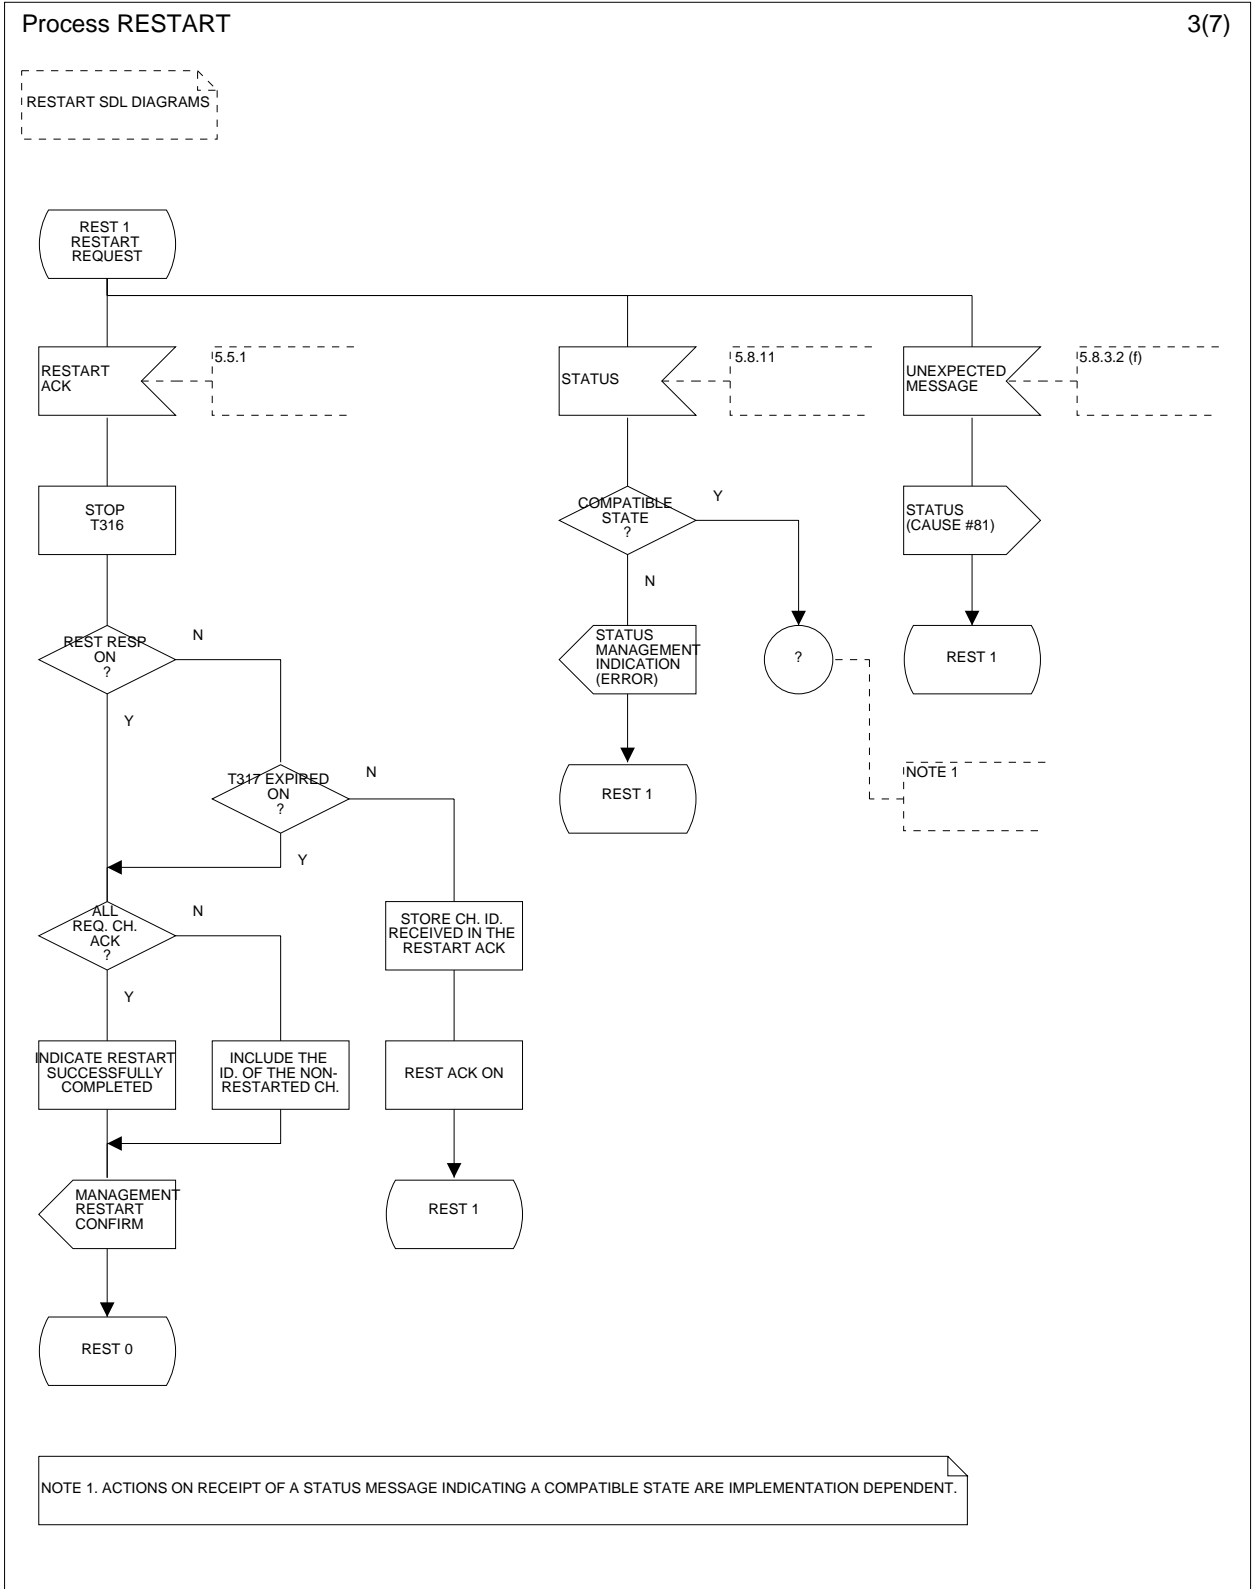 Process RESTART
3(7)
RESTART SDL DIAGRAMS
REST 1
RESTART
REQUEST
RESTART
ACK
5.5.1
STATUS
5.8.11
UNEXPECTED
MESSAGE
5.8.3.2 (f)
STOP
T316
COMPATIBLE
STATE
?
Y
N
STATUS
(CAUSE #81)
REST RESP
ON
?
N
Y
STATUS
MANAGEMENT
INDICATION
(ERROR)
?
REST 1
T317 EXPIRED
ON
?
N
Y
REST 1
NOTE 1
ALL
REQ. CH.
ACK
?
N
Y
STORE CH. ID.
RECEIVED IN THE
RESTART ACK
INDICATE RESTART
SUCCESSFULLY
COMPLETED
INCLUDE THE
ID. OF THE NON-
RESTARTED CH.
REST ACK ON
MANAGEMENT
RESTART
CONFIRM
REST 1
REST 0
NOTE 1. ACTIONS ON RECEIPT OF A STATUS MESSAGE INDICATING A COMPATIBLE STATE ARE IMPLEMENTATION DEPENDENT.